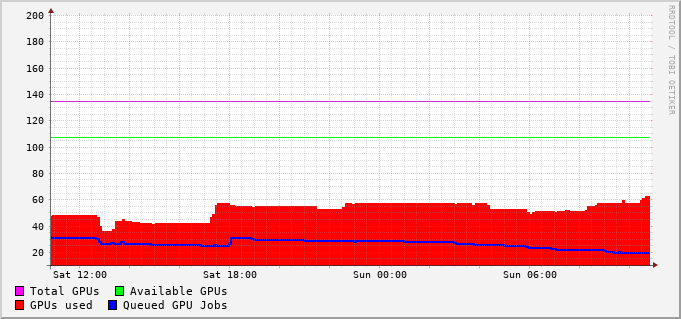 200
180
160
140
120
100
80
60
40
20
Sat 12:00 Sat 18:00 Sun 00:00 Sun 06:00
Total GPUs Available GPUs
GPUs used Queued GPU Jobs
RRDTOOL / TOBI OETIKER